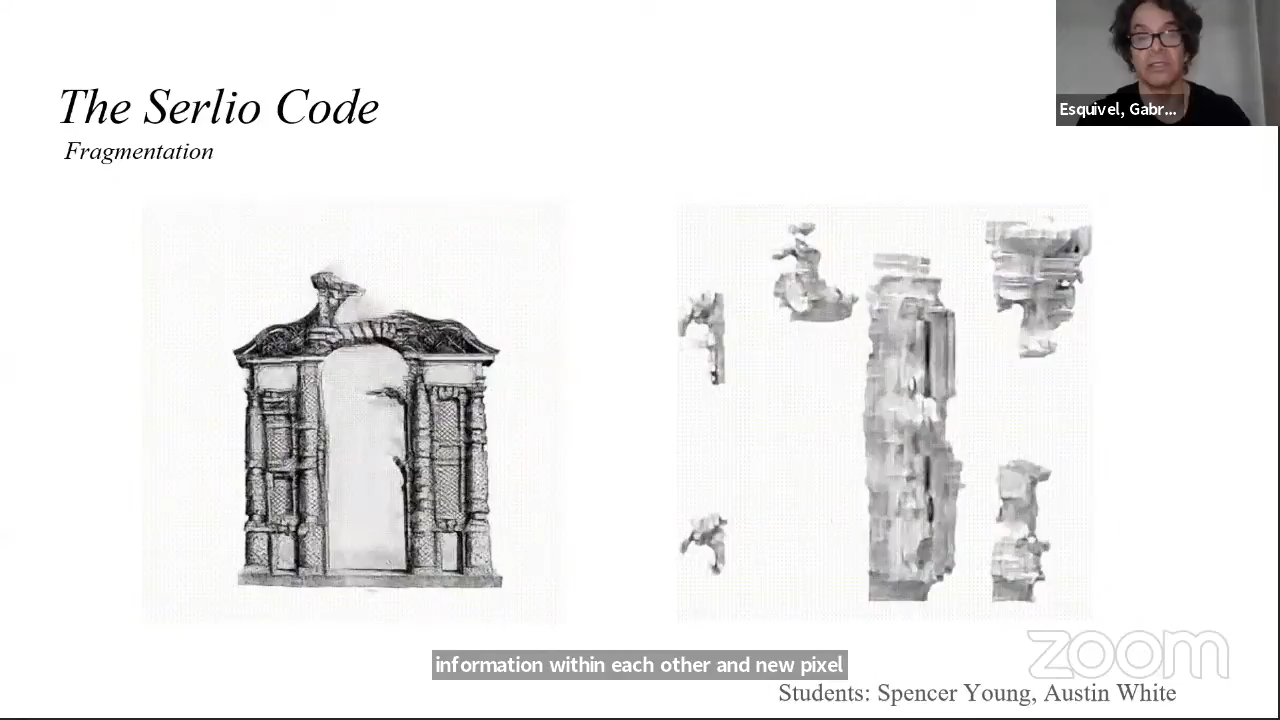 The Serlio Code
Fragmentation
Esquivel, Gabr...
information within each other and new pixel
zoom
Students: Spencer Young, Austin White